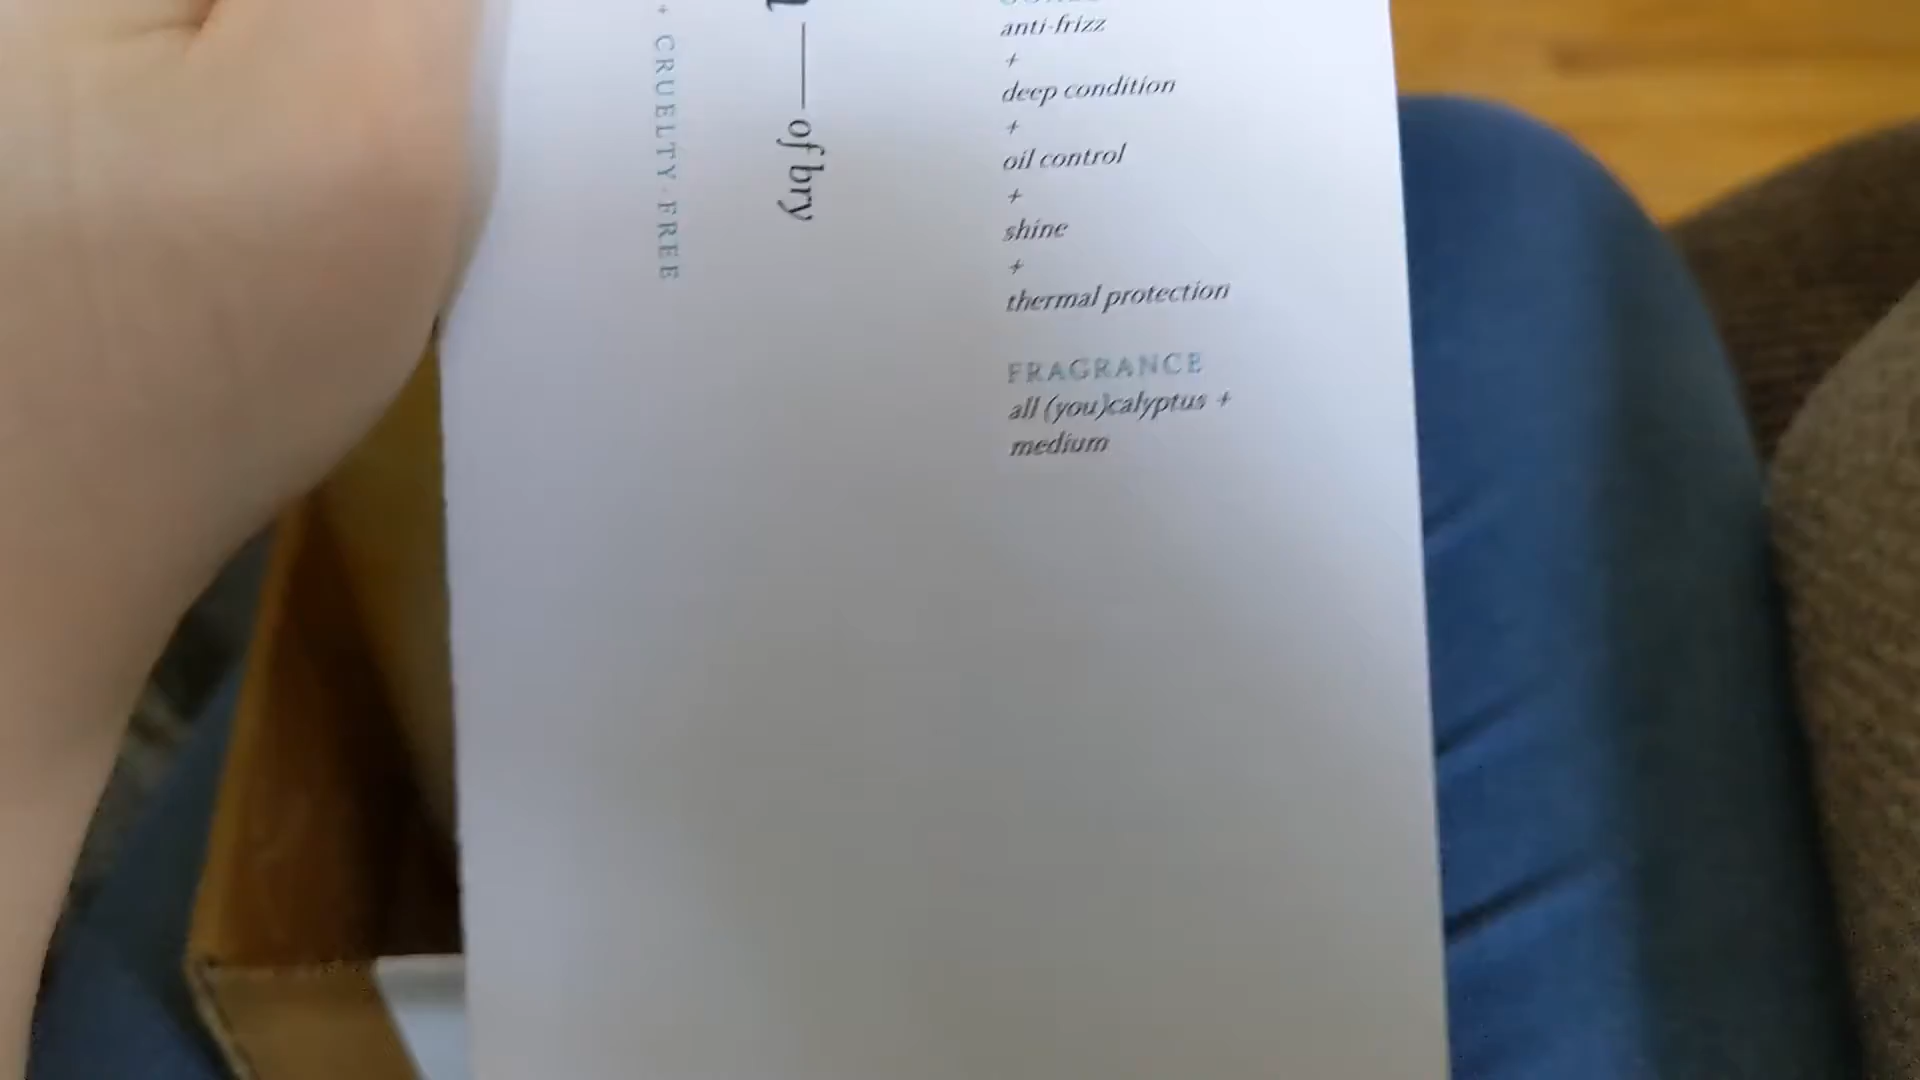 + CRUELTY-FREE
of bry
anti-frizz
+
deep condition
+
oil control
+
shine
+
thermal protection
FRAGRANCE
all (you)calyptus +
medium